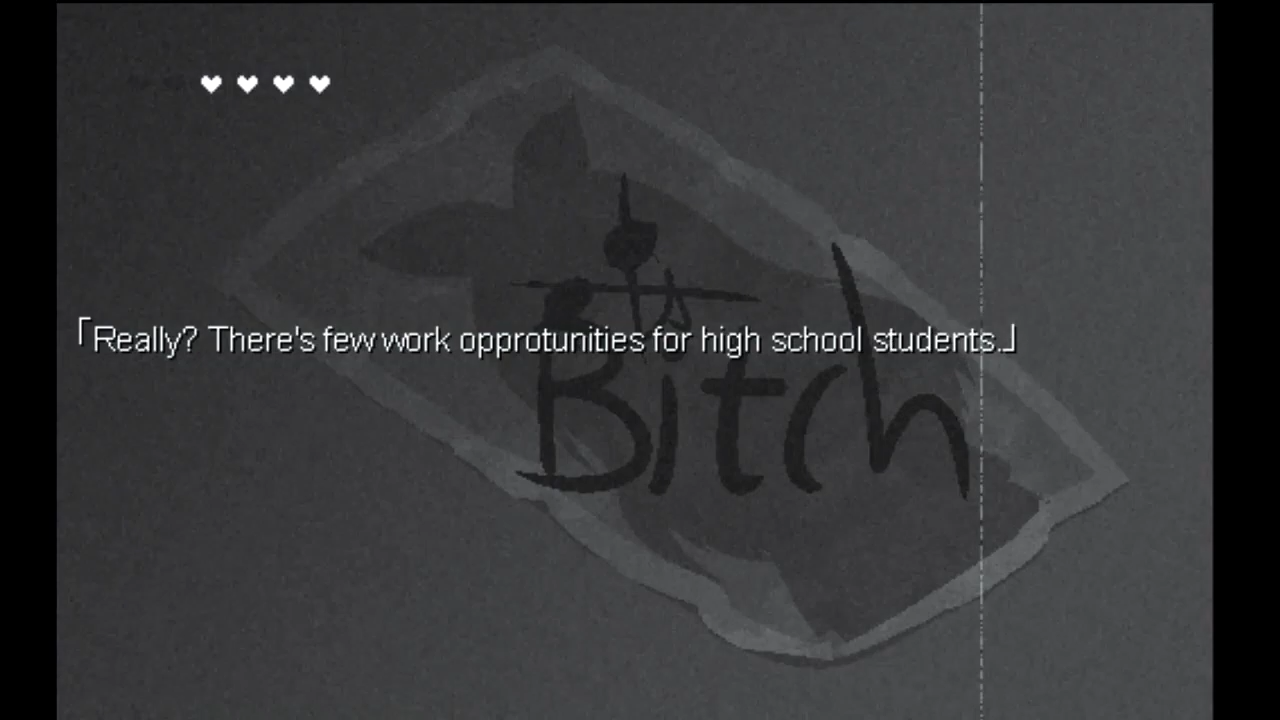 ♥ ♥ ♥ ♥
「Really? There's few work opprotunities for high school students.」
Bitch